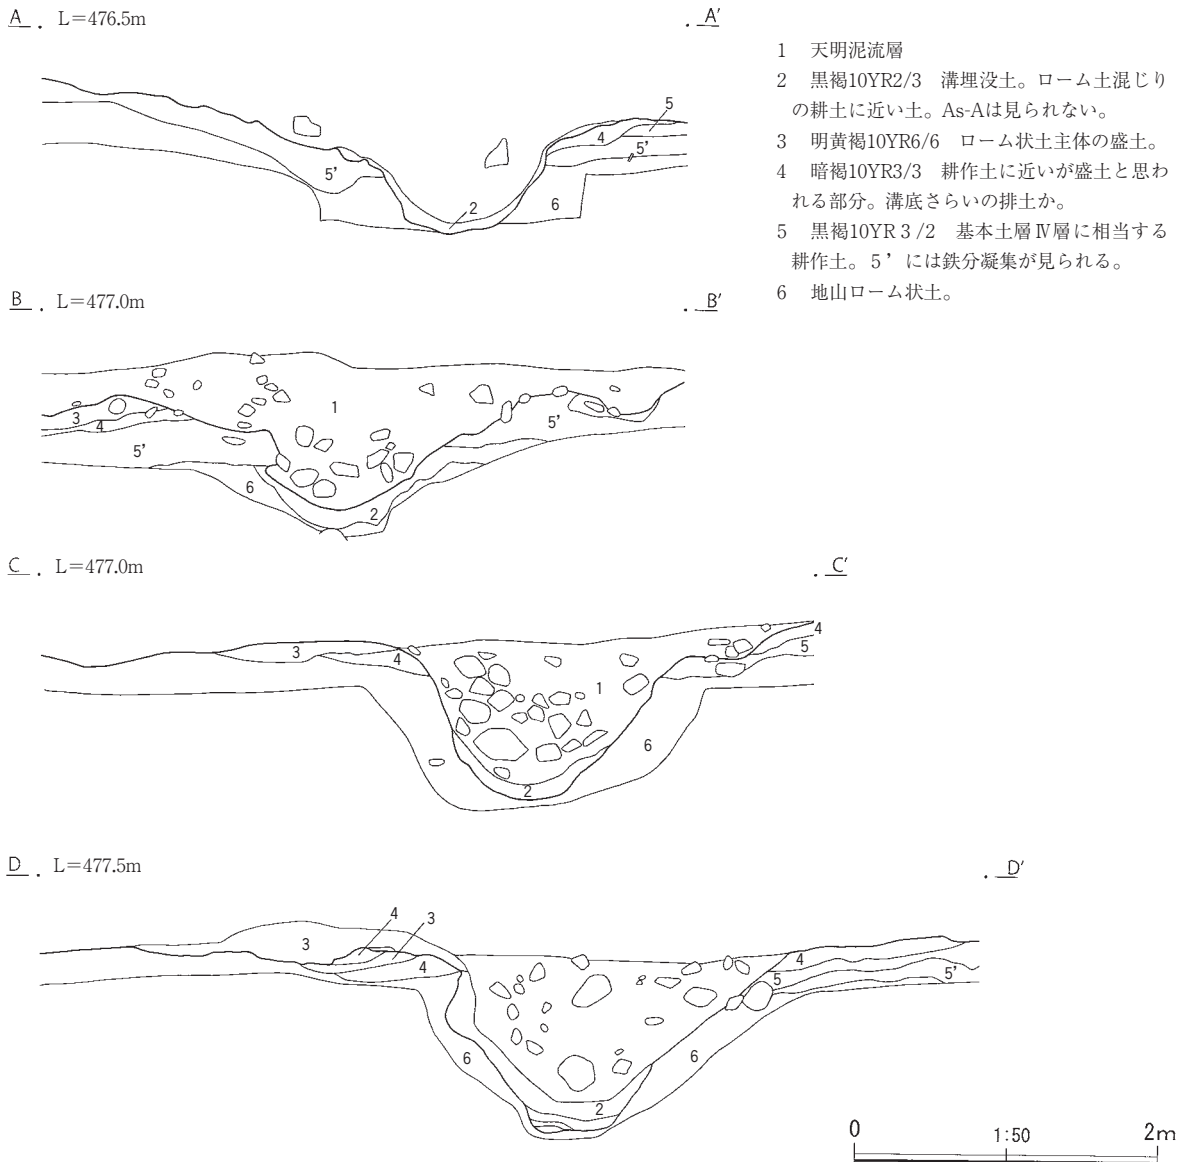 A . L=476.5m . A'
5
4
5'
5'
2
6
1 天明泥流層
2 黒褐10YR2/3 溝埋没土。ローム土混じり
の耕土に近い土。As-Aは見られない。
3 明黄褐10YR6/6 ローム状土主体の盛土。
4 暗褐10YR3/3 耕作土に近いが盛土と思わ
れる部分。溝底さらいの排土か。
5 黒褐10YR 3 /2 基本土層Ⅳ層に相当する
耕作土。5’には鉄分凝集が見られる。
6 地山ローム状土。
B . L=477.0m . B'
1
3
4
5'
5'
6
2
C . L=477.0m . C'
4
3
4
5
1
6
2
D . L=477.5m . D'
4
3
3
4
4
5
5'
6
6
2
0 1:50 2m